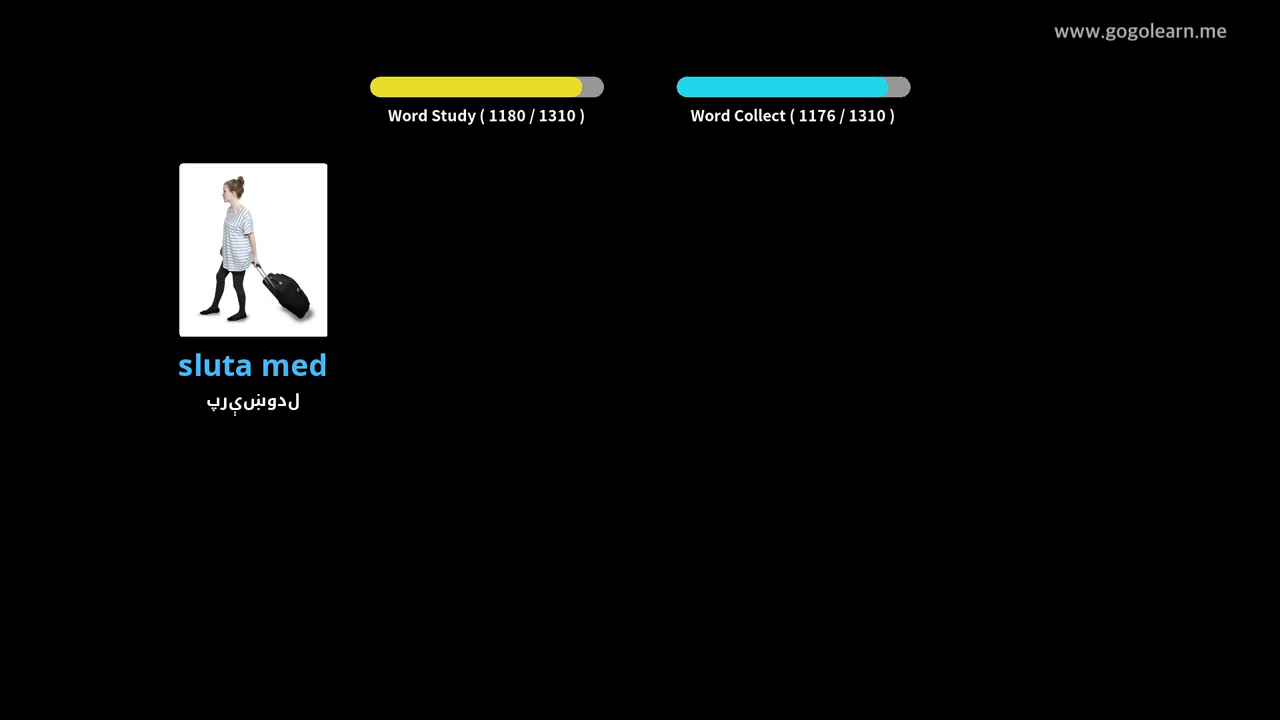 www.gogolearn.me
Word Study ( 1180 / 1310 )
Word Collect ( 1176 / 1310 )
sluta med
لدوښېرپ